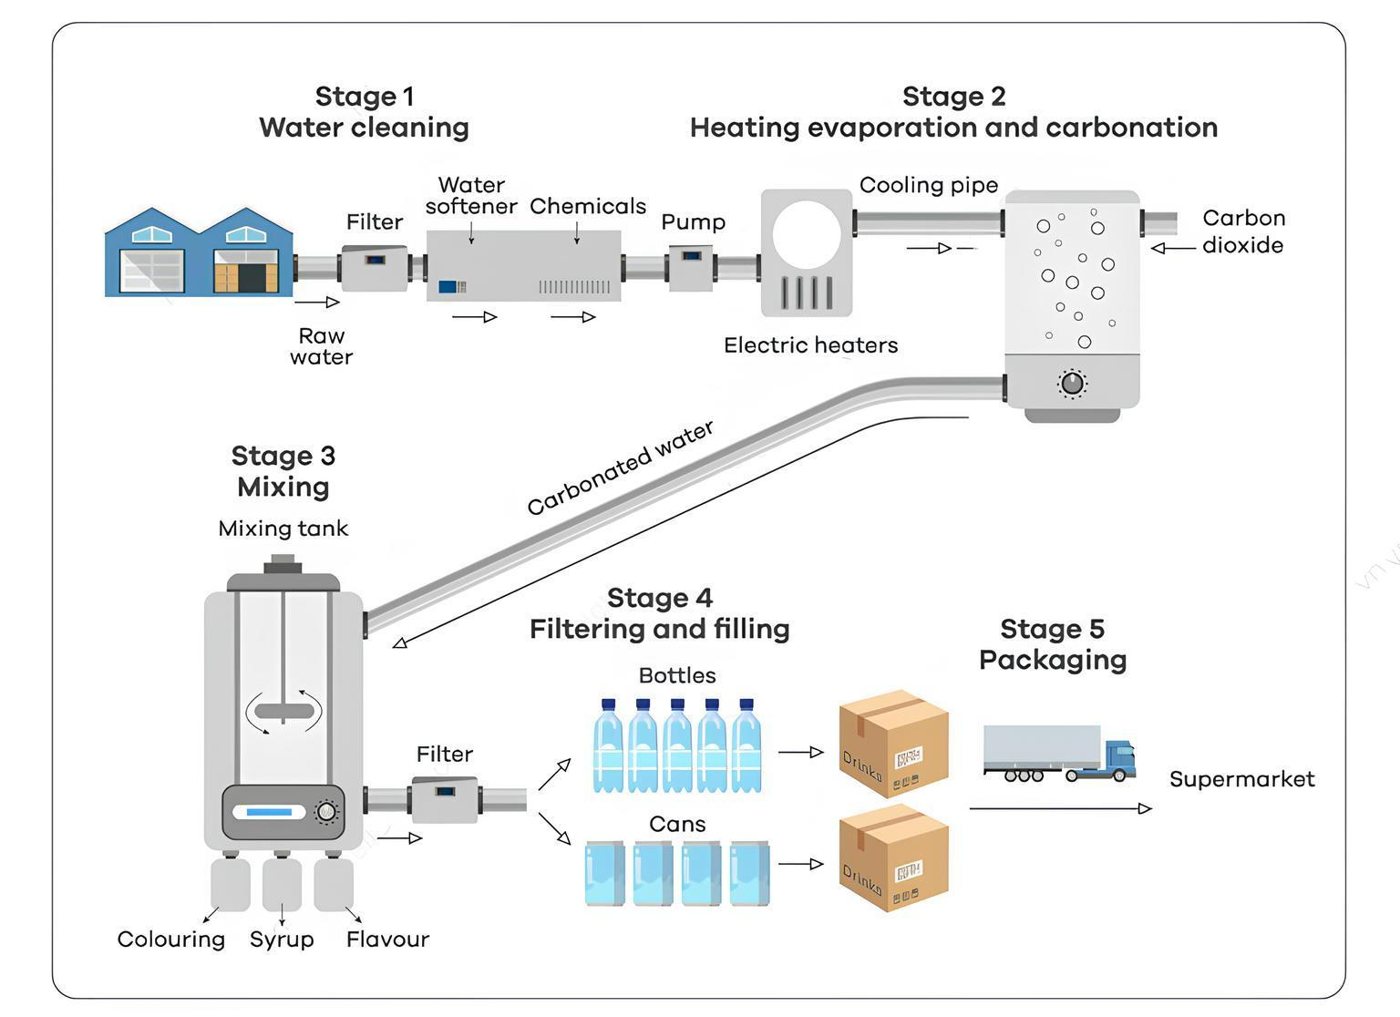 Stage 1
Water cleaning
Stage 2
Heating evaporation and carbonation
Filter
Water
softener
Chemicals
Pump
Cooling pipe
Carbon
dioxide
Raw
water
Electric heaters
Carbonated water
Stage 3
Mixing
Mixing tank
Stage 4
Filtering and filling
Bottles
Stage 5
Packaging
Filter
Drinks
Supermarket
Cans
Drinks
Colouring
Syrup
Flavour